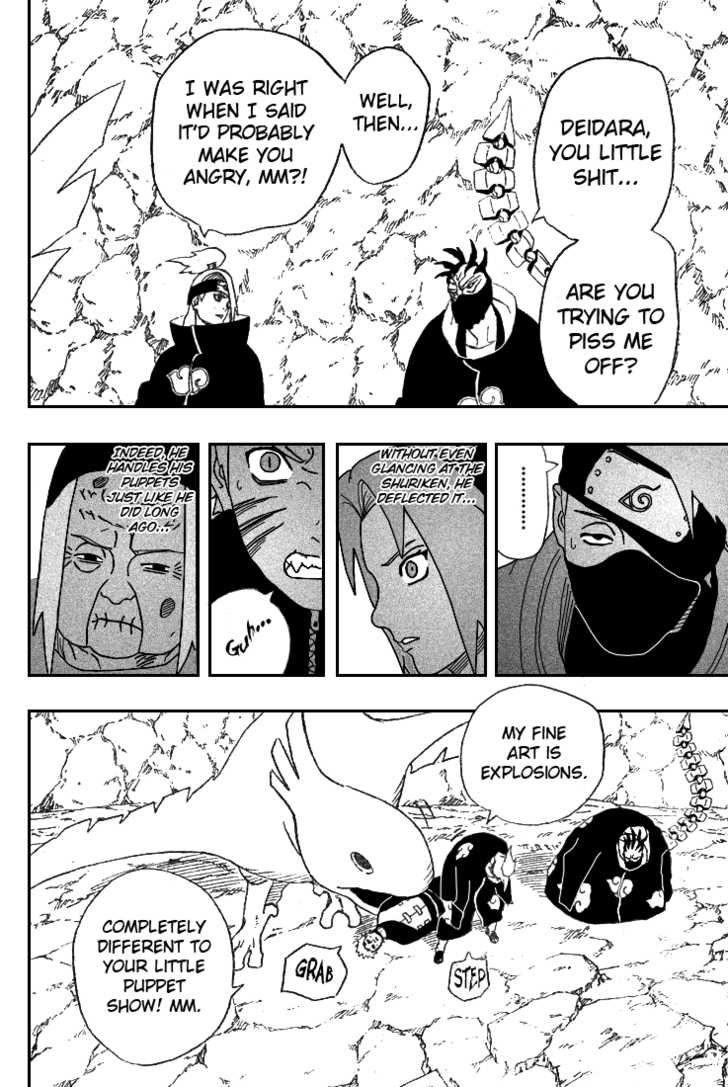 DEIDARA,
YOU LITTLE
SHIT...
ARE YOU
TRYING TO
PISS ME
OFF?
WELL,
THEN...
I WAS RIGHT
WHEN I SAID
IT'D PROBABLY
MAKE YOU
ANGRY, MM?!
.........
WITHOUT EVEN
GLANCING AT THE
SHURIKEN, HE
DEFLECTED IT...
Guh...
INDEED, HE
HANDLES HIS
PUPPETS
JUST LIKE HE
DID LONG
AGO...
MY FINE
ART IS
EXPLOSIONS.
STEP
GRAB
COMPLETELY
DIFFERENT TO
YOUR LITTLE
PUPPET
SHOW! MM.